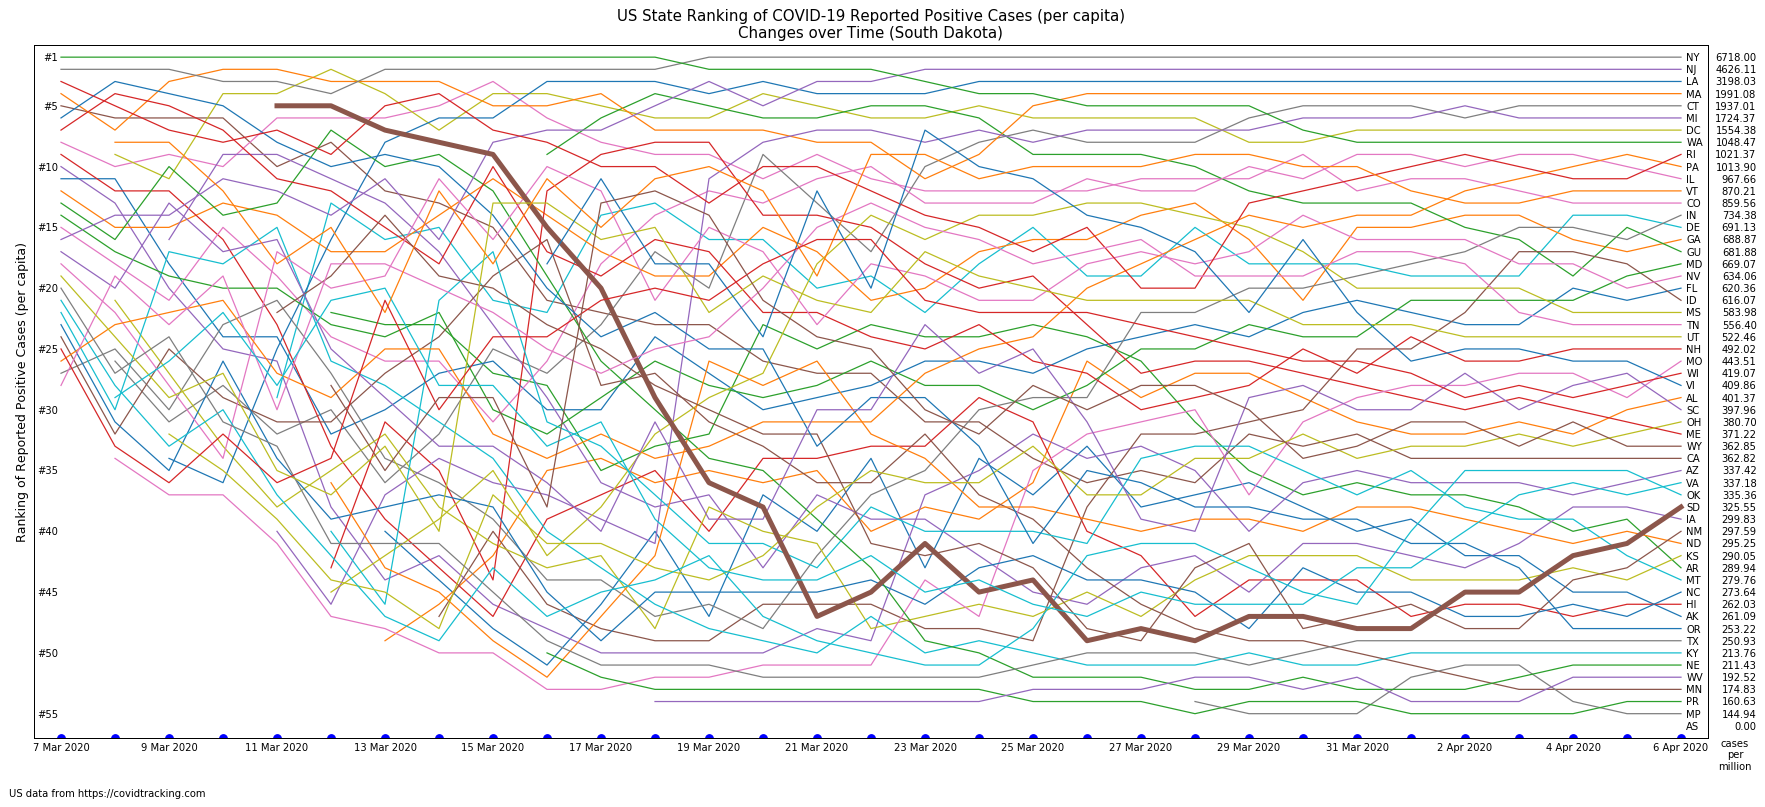 US State Ranking of COVID-19 Reported Positive Cases (per capita)
Changes over Time (South Dakota)
Ranking of Reported Positive Cases (per capita)
#1
#5
#10
#15
#20
#25
#30
#35
#40
#45
#50
#55
NY 6718.00
NJ 4626.11
LA 3198.03
MA 1991.08
CT 1937.01
MI 1724.37
DC 1554.38
WA 1048.47
RI 1021.37
PA 1013.90
IL 967.66
VT 870.21
CO 859.56
IN 734.38
DE 691.13
GA 688.87
GU 681.88
MD 669.07
NV 634.06
FL 620.36
ID 616.07
MS 583.98
TN 556.40
UT 522.46
NH 492.02
MO 443.51
WI 419.07
VI 409.86
AL 401.37
SC 397.96
OH 380.70
ME 371.22
WY 362.85
CA 362.82
AZ 337.42
VA 337.18
OK 335.36
SD 325.55
IA 299.83
NM 297.59
ND 295.25
KS 290.05
AR 289.94
MT 279.76
NC 273.64
HI 262.03
AK 261.09
OR 253.22
TX 250.93
KY 213.76
NE 211.43
WV 192.52
MN 174.83
PR 160.63
MP 144.94
AS 0.00
7 Mar 2020 9 Mar 2020 11 Mar 2020 13 Mar 2020 15 Mar 2020 17 Mar 2020 19 Mar 2020 21 Mar 2020 23 Mar 2020 25 Mar 2020 27 Mar 2020 29 Mar 2020 31 Mar 2020 2 Apr 2020 4 Apr 2020 6 Apr 2020
cases
per
million
US data from https://covidtracking.com